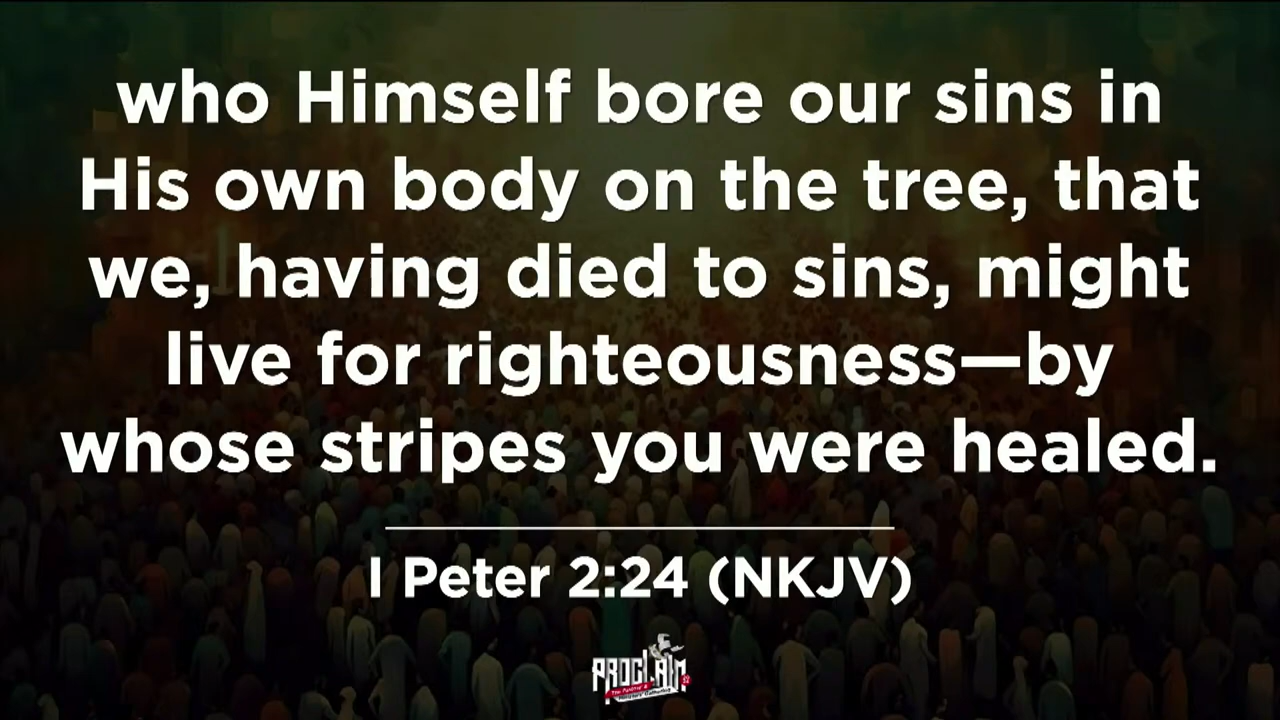 who Himself bore our sins in
His own body on the tree, that
we, having died to sins, might
live for righteousness—by
whose stripes you were healed.
I Peter 2:24 (NKJV)
PROCLAIM